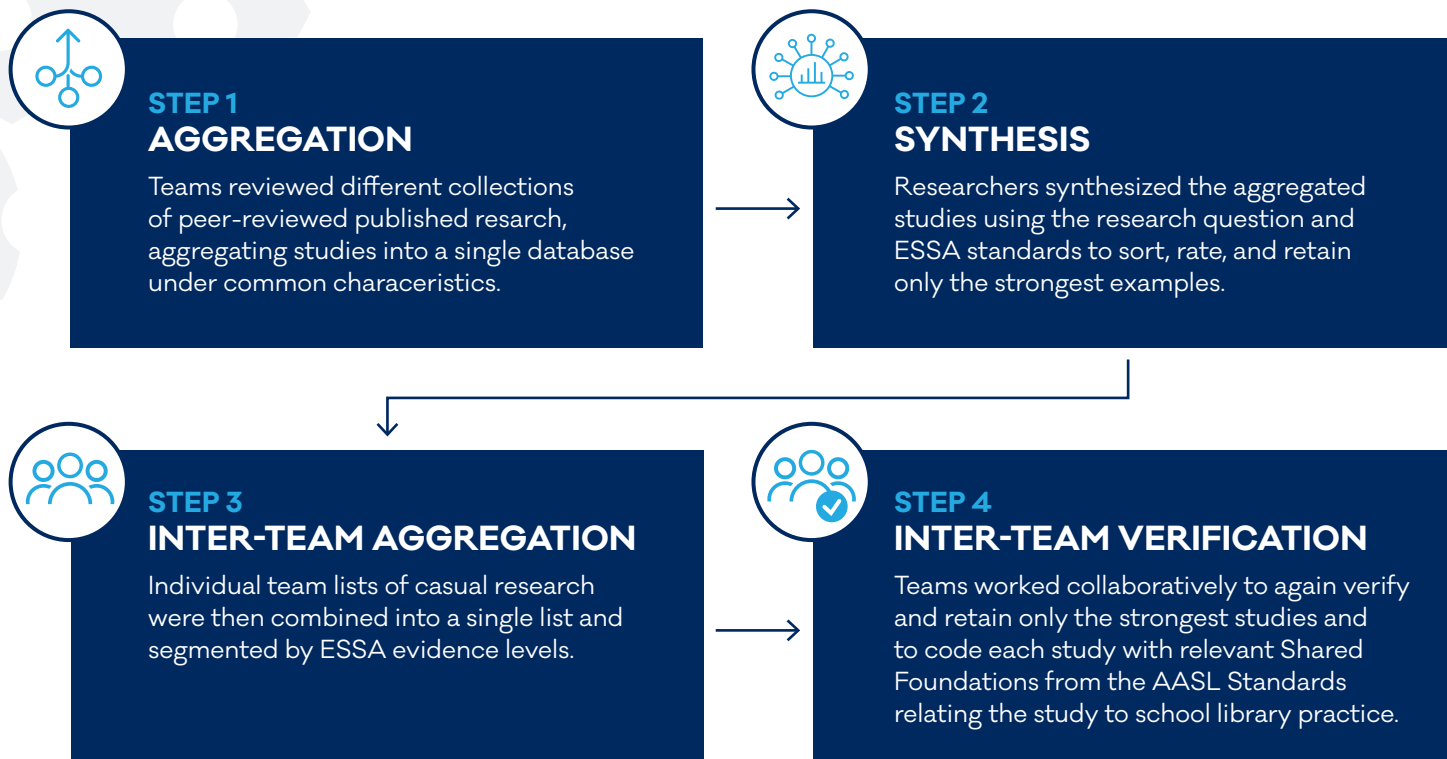 STEP 1
AGGREGATION
Teams reviewed different collections
of peer-reviewed published resarch,
aggregating studies into a single database
under common characeristics.
STEP 2
SYNTHESIS
Researchers synthesized the aggregated
studies using the research question and
ESSA standards to sort, rate, and retain
only the strongest examples.
STEP 3
INTER-TEAM AGGREGATION
Individual team lists of casual research
were then combined into a single list and
segmented by ESSA evidence levels.
STEP 4
INTER-TEAM VERIFICATION
Teams worked collaboratively to again verify
and retain only the strongest studies and
to code each study with relevant Shared
Foundations from the AASL Standards
relating the study to school library practice.